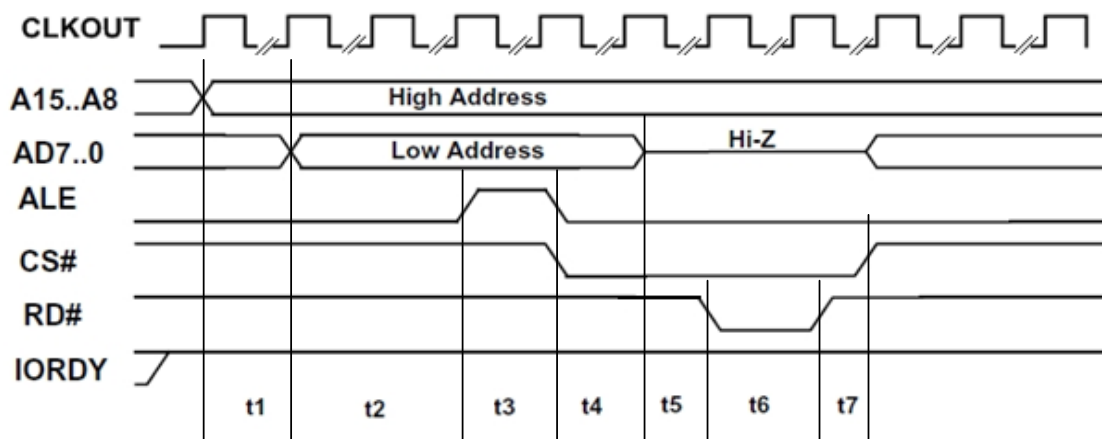 CLKOUT
A15..A8 High Address
AD7..0 Low Address Hi-Z
ALE
CS#
RD#
IORDY
t1 t2 t3 t4 t5 t6 t7